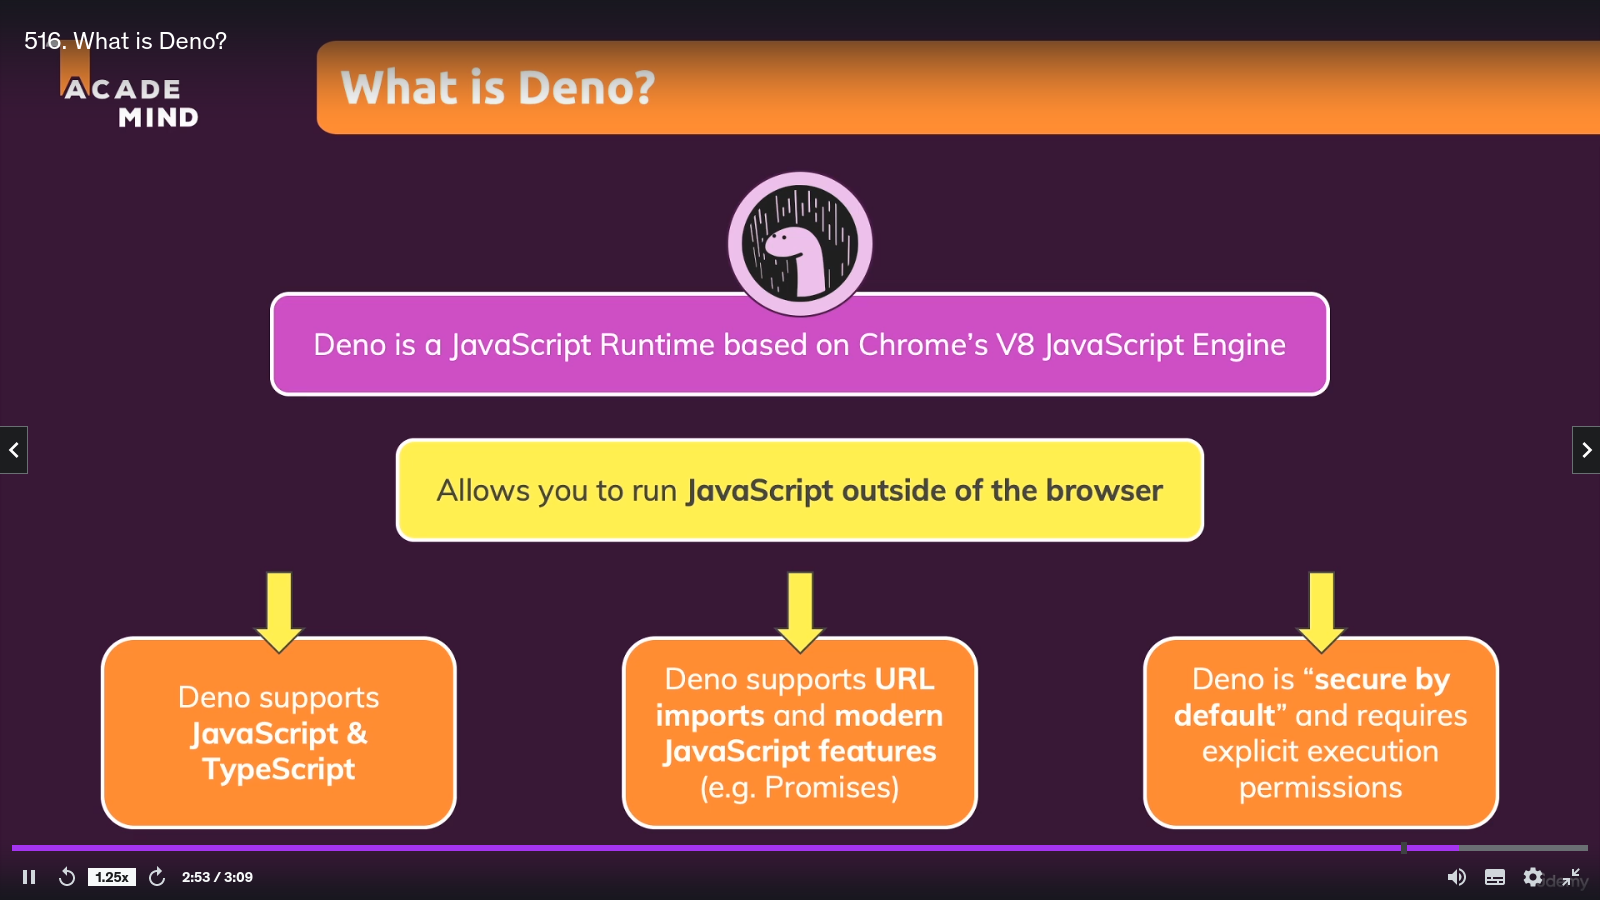 516. What is Deno?
ACADE
MIND
What is Deno?
Deno is a JavaScript Runtime based on Chrome’s V8 JavaScript Engine
Allows you to run JavaScript outside of the browser
Deno supports
JavaScript &
TypeScript
Deno supports URL
imports and modern
JavaScript features
(e.g. Promises)
Deno is “secure by
default” and requires
explicit execution
permissions
1.25x
2:53 / 3:09